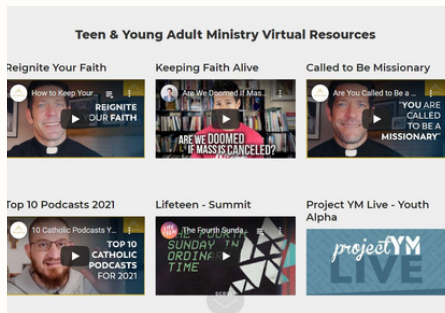 Teen & Young Adult Ministry Virtual Resources
Reignite Your Faith
Keeping Faith Alive
Called to Be Missionary
How to Keep Your...
REIGNITE
YOUR FAITH
Are We Doomed If Mas...
ARE WE DOOMED
IF MASS IS CANCELED?
Are You Called to Be a ...
"YOU ARE
CALLED
TO BE A
MISSIONARY"
Top 10 Podcasts 2021
Lifeteen - Summit
Project YM Live - Youth
Alpha
10 Catholic Podcasts Y...
TOP 10
CATHOLIC
PODCASTS
FOR 2021
The Fourth Sunda...
THE FOURTH
SUNDAY IN
ORDINARY
TIME
projectYM
LIVE